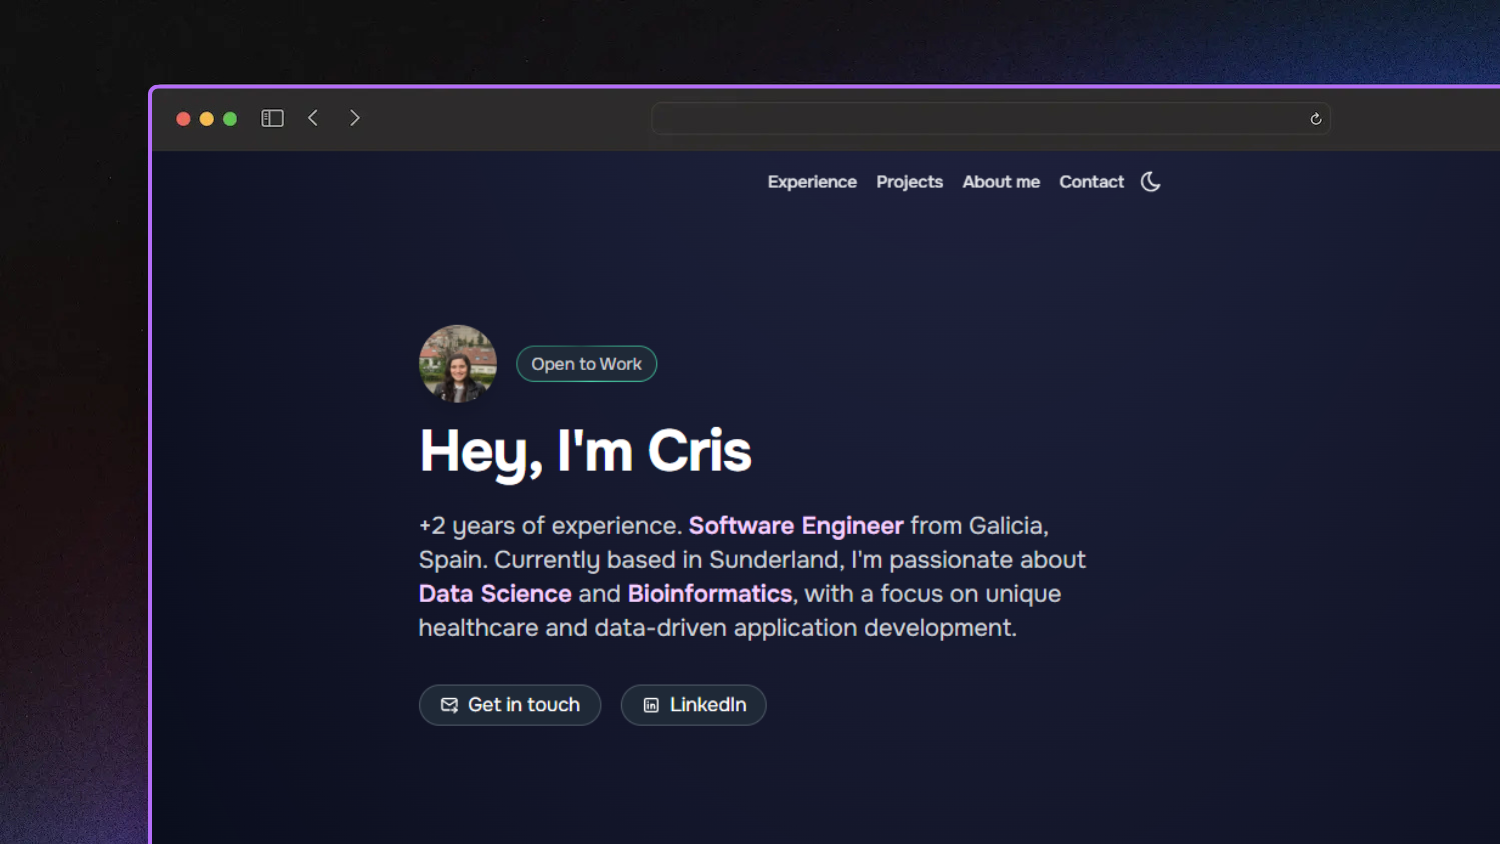 Experience Projects About me Contact
Open to Work
Hey, I'm Cris
+2 years of experience. Software Engineer from Galicia,
Spain. Currently based in Sunderland, I'm passionate about
Data Science and Bioinformatics, with a focus on unique
healthcare and data-driven application development.
Get in touch LinkedIn